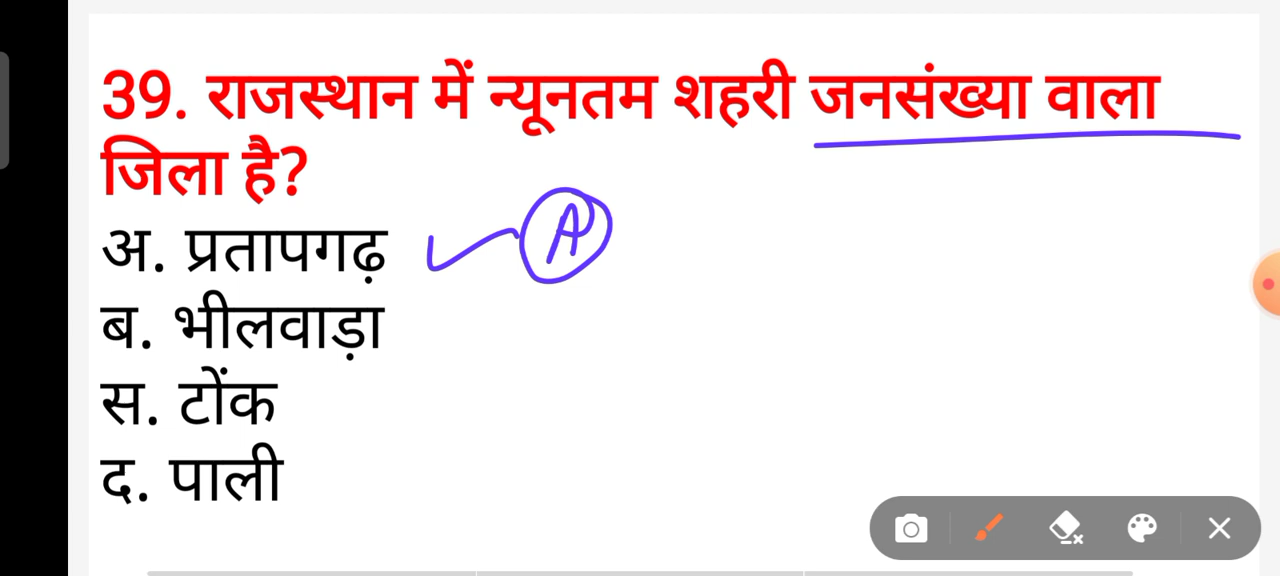 39. राजस्थान में न्यूनतम शहरी जनसंख्या वाला
जिला है?
अ. प्रतापगढ़
A
ब. भीलवाड़ा
स. टोंक
द. पाली